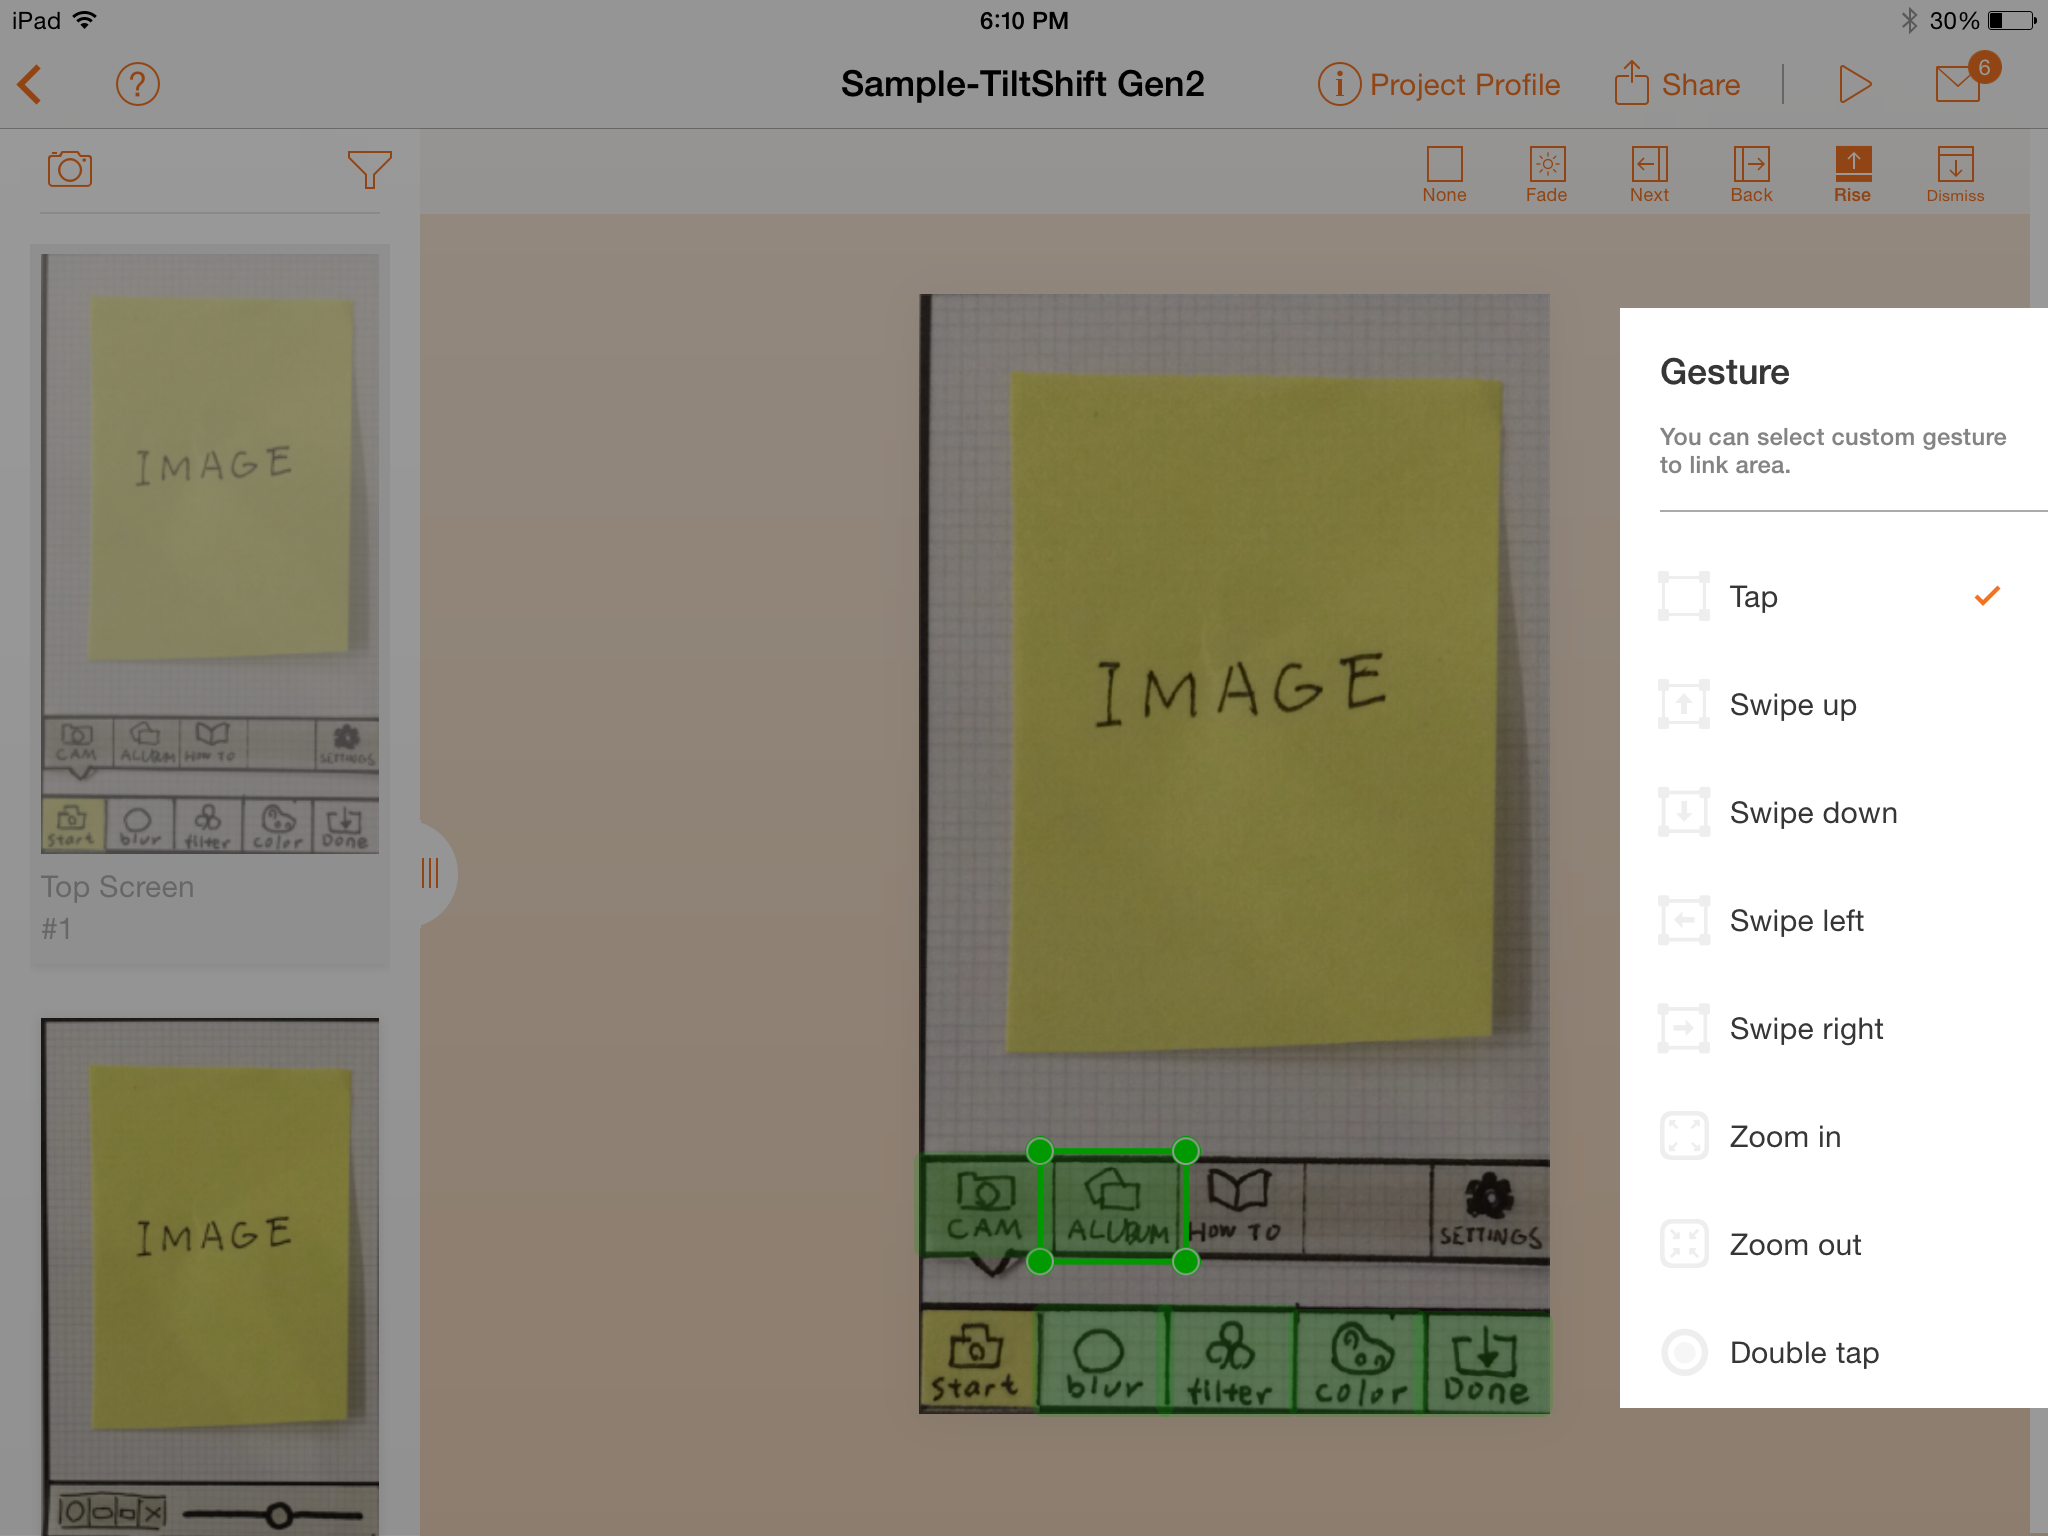 iPad
6:10 PM
30%
?
Sample-TiltShift Gen2
i Project Profile
Share
6
None
Fade
Next
Back
Rise
Dismiss
IMAGE
CAM
ALUBUM
HOW TO
SETTINGS
Start
blur
filter
color
Done
Top Screen
#1
IMAGE
IMAGE
CAM
ALUBUM
HOW TO
SETTINGS
Start
blur
filter
color
Done
Gesture
You can select custom gesture
to link area.
Tap
Swipe up
Swipe down
Swipe left
Swipe right
Zoom in
Zoom out
Double tap